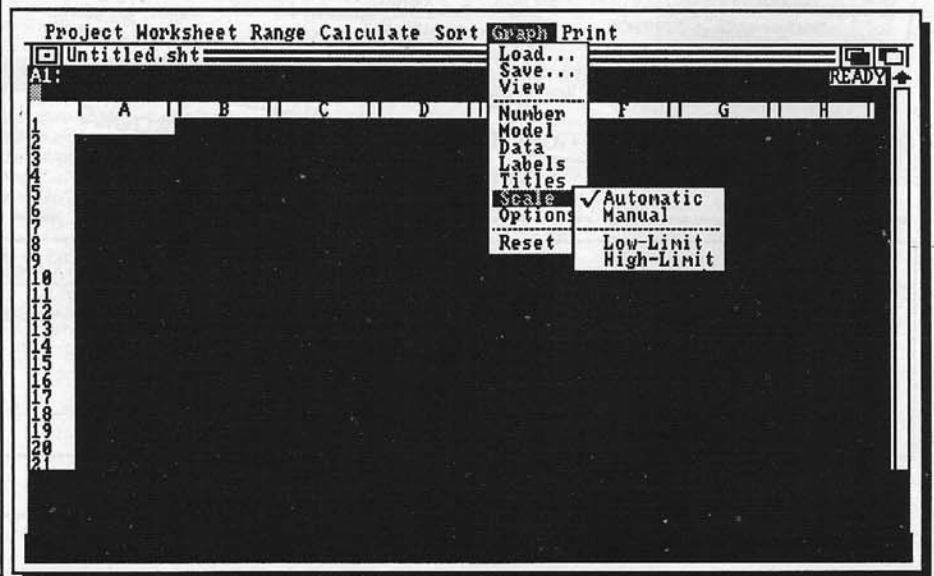 Project Worksheet Range Calculate Sort Graph Print
Untitled.sht
A1:
READY
A B C D F G H
Load...
Save...
View
Number
Model
Data
Labels
Titles
Scale
Options
Reset
Automatic
Manual
Low-Limit
High-Limit
1
2
3
4
5
6
7
8
9
10
11
12
13
14
15
16
17
18
19
20
21